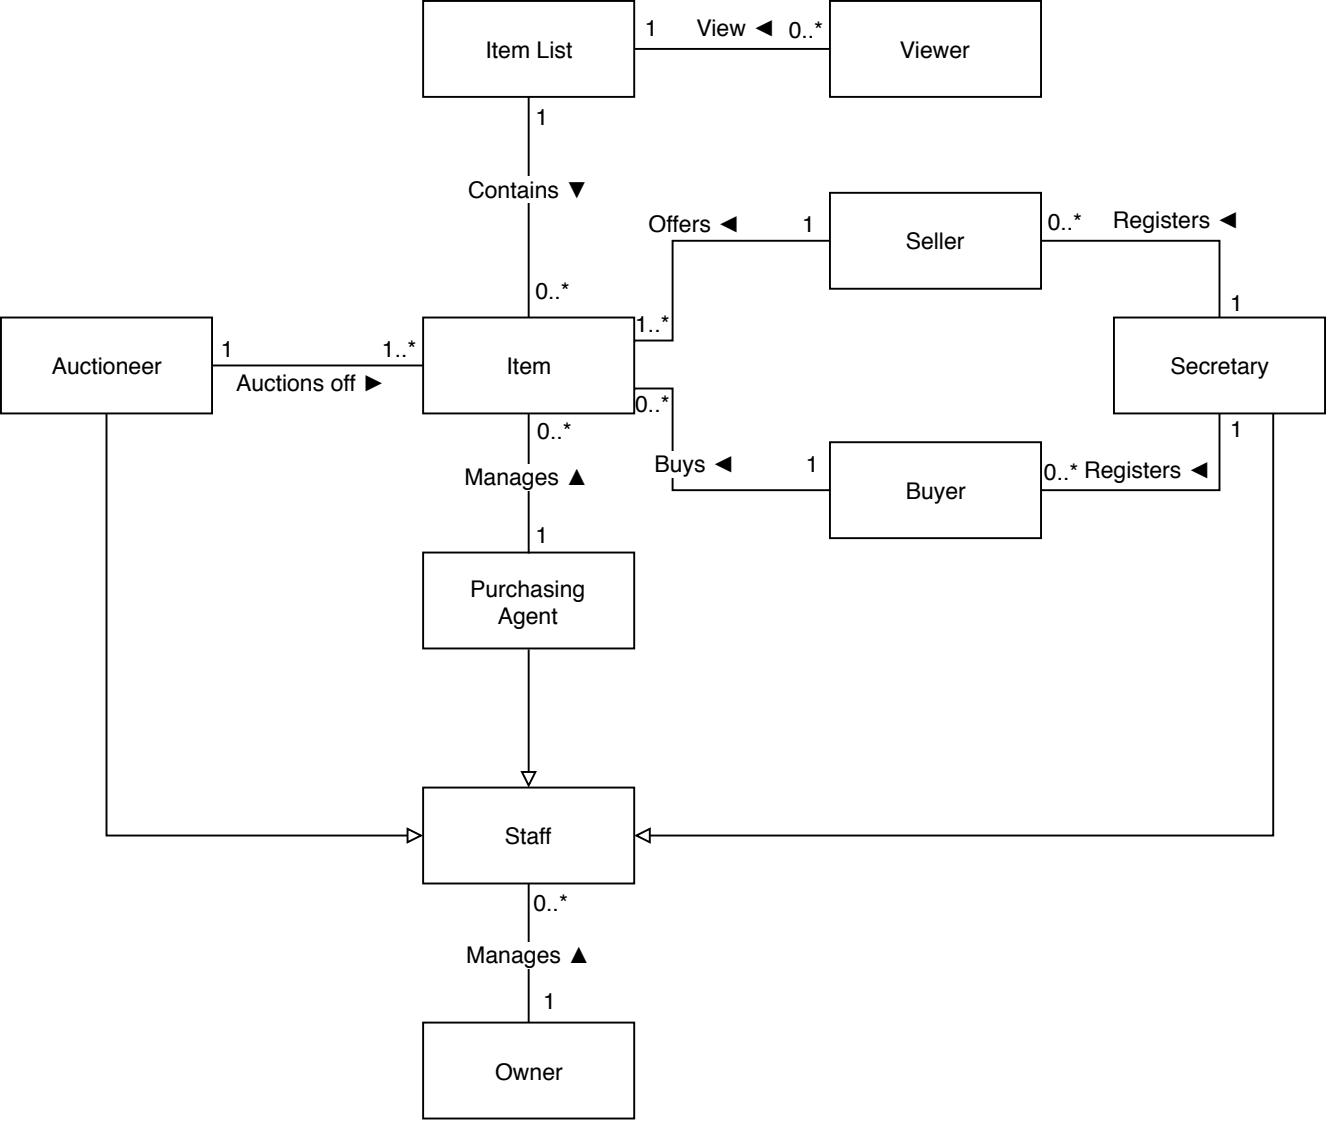 Item List
1
View ◄
0..*
Viewer
1
Contains ▼
0..*
Offers ◄
1
1..*
Seller
0..*
Registers ◄
1
Auctioneer
1
1..*
Auctions off ►
Item
Secretary
0..*
Buys ◄
1
Buyer
0..* Registers ◄
1
0..*
Manages ▲
1
Purchasing
Agent
Staff
0..*
Manages ▲
1
Owner